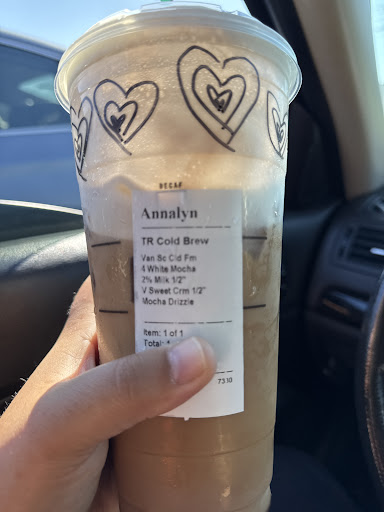 DECAF
Annalyn
TR Cold Brew
Van Sc Cld Fm
4 White Mocha
2% Milk 1/2"
V Sweet Crm 1/2"
Mocha Drizzle
Item: 1 of 1
Total:
7310